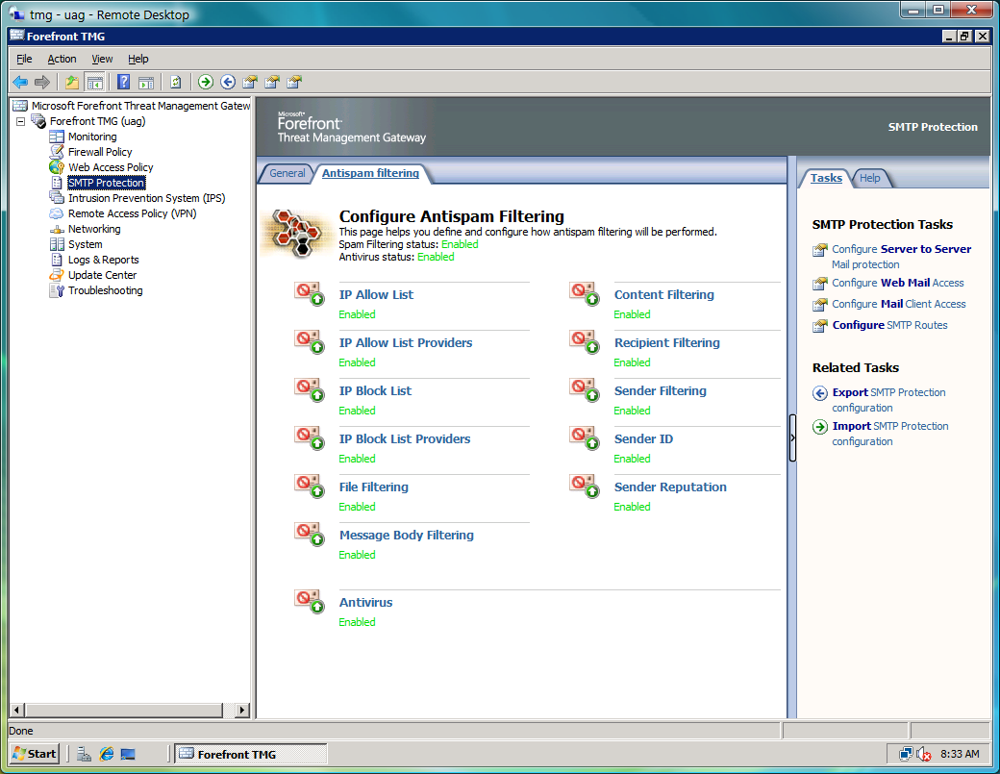 tmg - uag - Remote Desktop
Forefront TMG
File Action View Help
Microsoft Forefront Threat Management Gatew
Forefront TMG (uag)
Monitoring
Firewall Policy
Web Access Policy
SMTP Protection
Intrusion Prevention System (IPS)
Remote Access Policy (VPN)
Networking
System
Logs & Reports
Update Center
Troubleshooting
Microsoft
Forefront
Threat Management Gateway
SMTP Protection
General
Antispam filtering
Configure Antispam Filtering
This page helps you define and configure how antispam filtering will be performed.
Spam Filtering status: Enabled
Antivirus status: Enabled
IP Allow List
Enabled
IP Allow List Providers
Enabled
IP Block List
Enabled
IP Block List Providers
Enabled
File Filtering
Enabled
Message Body Filtering
Enabled
Content Filtering
Enabled
Recipient Filtering
Enabled
Sender Filtering
Enabled
Sender ID
Enabled
Sender Reputation
Enabled
Antivirus
Enabled
Tasks
Help
SMTP Protection Tasks
Configure Server to Server
Mail protection
Configure Web Mail Access
Configure Mail Client Access
Configure SMTP Routes
Related Tasks
Export SMTP Protection
configuration
Import SMTP Protection
configuration
Done
Start
Forefront TMG
8:33 AM